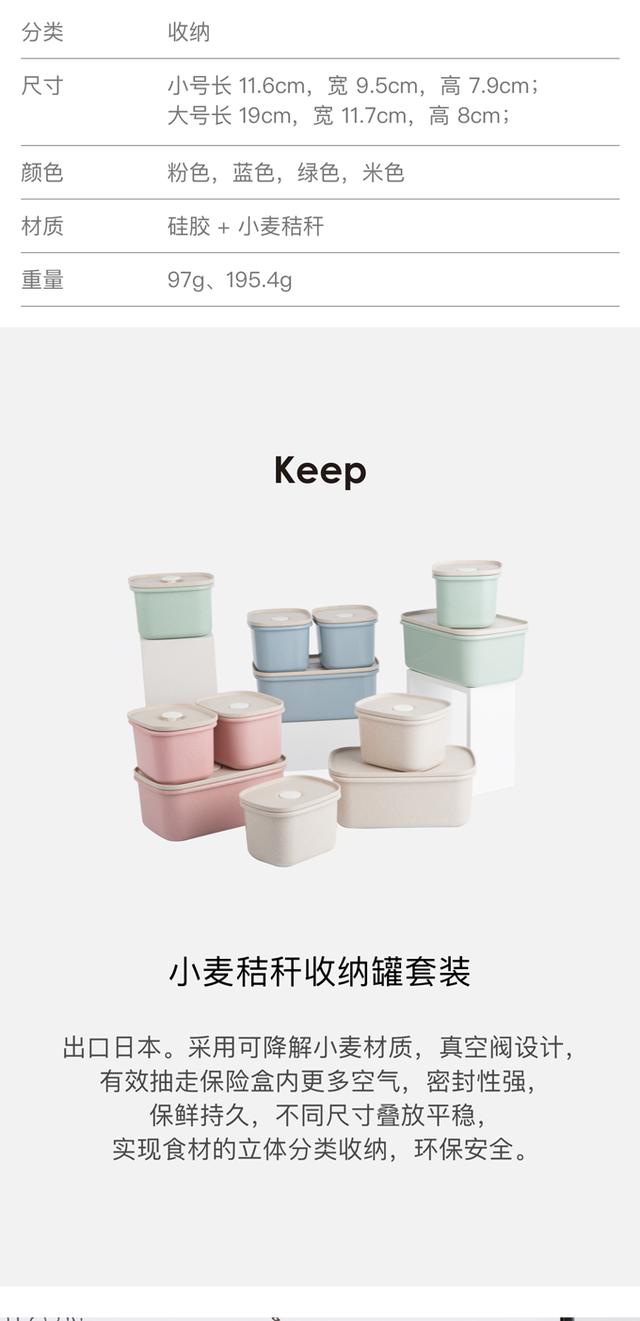 分类 收纳
尺寸 小号长 11.6cm，宽 9.5cm，高 7.9cm；
大号长 19cm，宽 11.7cm，高 8cm；
颜色 粉色，蓝色，绿色，米色
材质 硅胶 + 小麦秸秆
重量 97g、195.4g
Keep
小麦秸秆收纳罐套装
出口日本。采用可降解小麦材质，真空阀设计，
有效抽走保险盒内更多空气，密封性强，
保鲜持久，不同尺寸叠放平稳，
实现食材的立体分类收纳，环保安全。